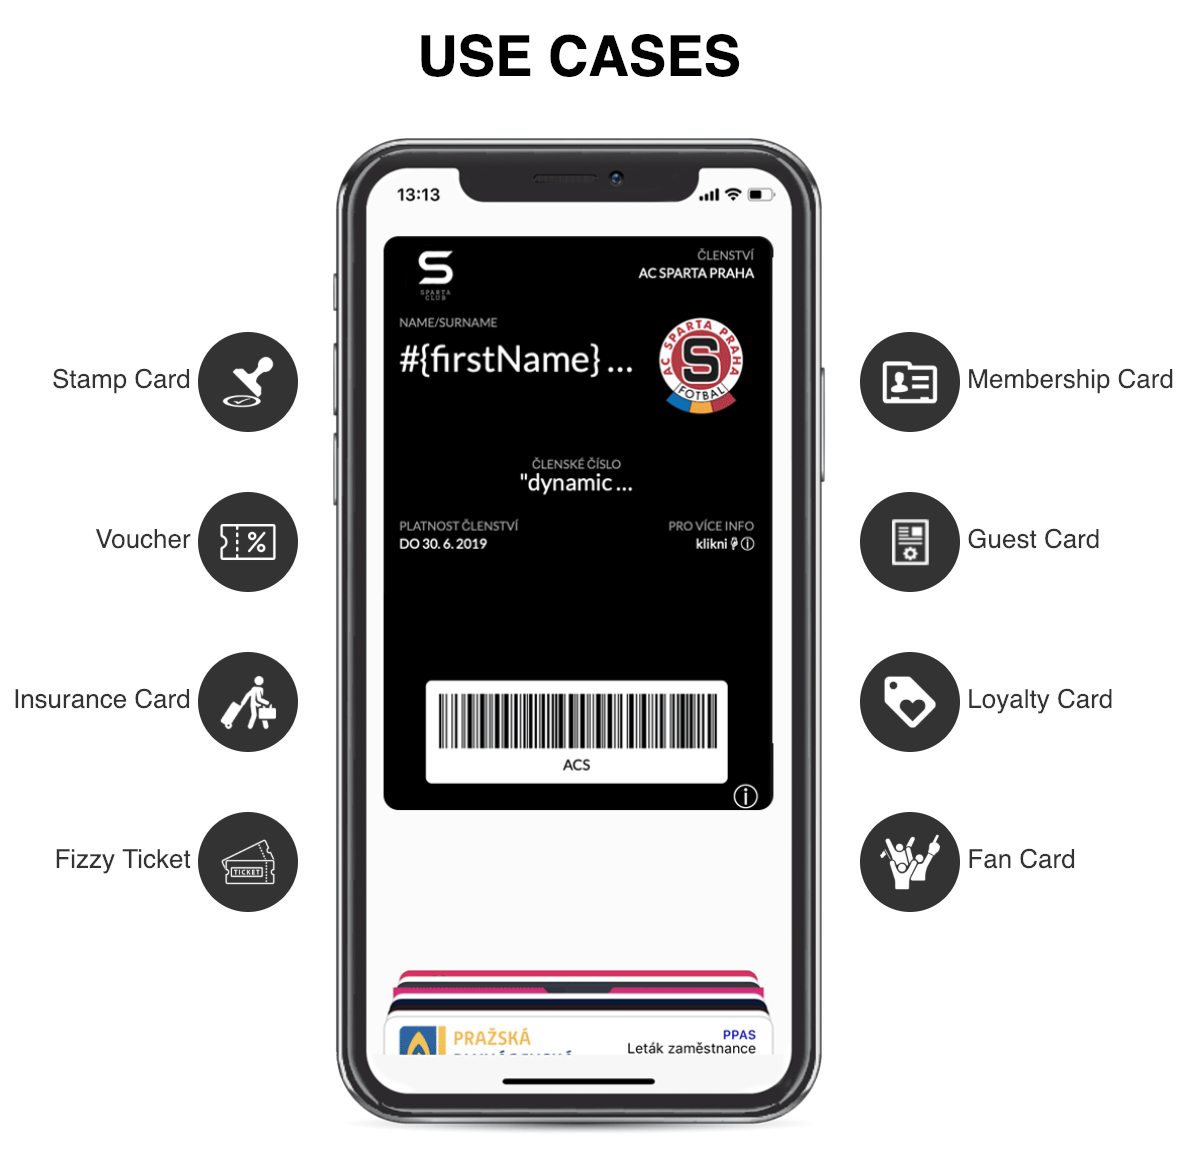 USE CASES
13:13
S
SPARTA
CLUB
ČLENSTVÍ
AC SPARTA PRAHA
NAME/SURNAME
#{firstName} ...
AC SPARTA PRAHA
S
FOTBAL
ČLENSKÉ ČÍSLO
"dynamic ...
PLATNOST ČLENSTVÍ
DO 30. 6. 2019
PRO VÍCE INFO
klikni
ACS
PRAŽSKÁ
PPAS
Leták zaměstnance
Stamp Card
Voucher
%
Insurance Card
Fizzy Ticket
TICKET
Membership Card
Guest Card
Loyalty Card
Fan Card